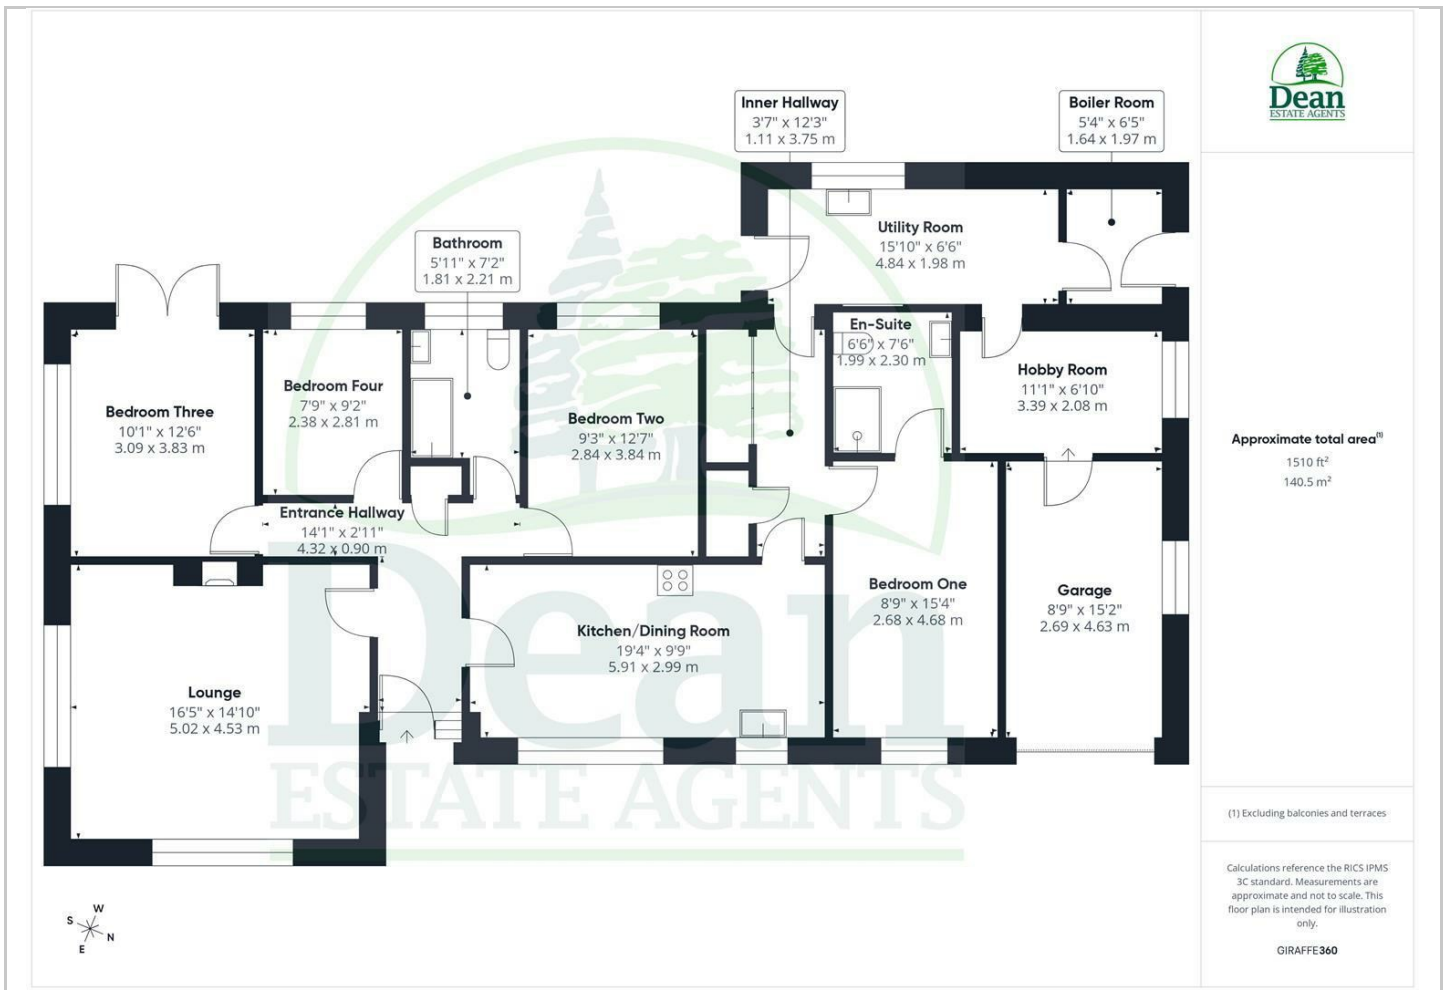 Dean
ESTATE AGENTS
Inner Hallway
3'7" x 12'3"
1.11 x 3.75 m
Boiler Room
5'4" x 6'5"
1.64 x 1.97 m
Utility Room
15'10" x 6'6"
4.84 x 1.98 m
Bathroom
5'11" x 7'2"
1.81 x 2.21 m
En-Suite
6'6" x 7'6"
1.99 x 2.30 m
Hobby Room
11'1" x 6'10"
3.39 x 2.08 m
Bedroom Three
10'1" x 12'6"
3.09 x 3.83 m
Bedroom Four
7'9" x 9'2"
2.38 x 2.81 m
Bedroom Two
9'3" x 12'7"
2.84 x 3.84 m
Entrance Hallway
14'1" x 2'11"
4.32 x 0.90 m
Bedroom One
8'9" x 15'4"
2.68 x 4.68 m
Garage
8'9" x 15'2"
2.69 x 4.63 m
Kitchen/Dining Room
19'4" x 9'9"
5.91 x 2.99 m
Lounge
16'5" x 14'10"
5.02 x 4.53 m
Dean
ESTATE AGENTS
S W
E N
Approximate total area(1)
1510 ft²
140.5 m²
(1) Excluding balconies and terraces
Calculations reference the RICS IPMS
3C standard. Measurements are
approximate and not to scale. This
floor plan is intended for illustration
only.
GIRAFFE360